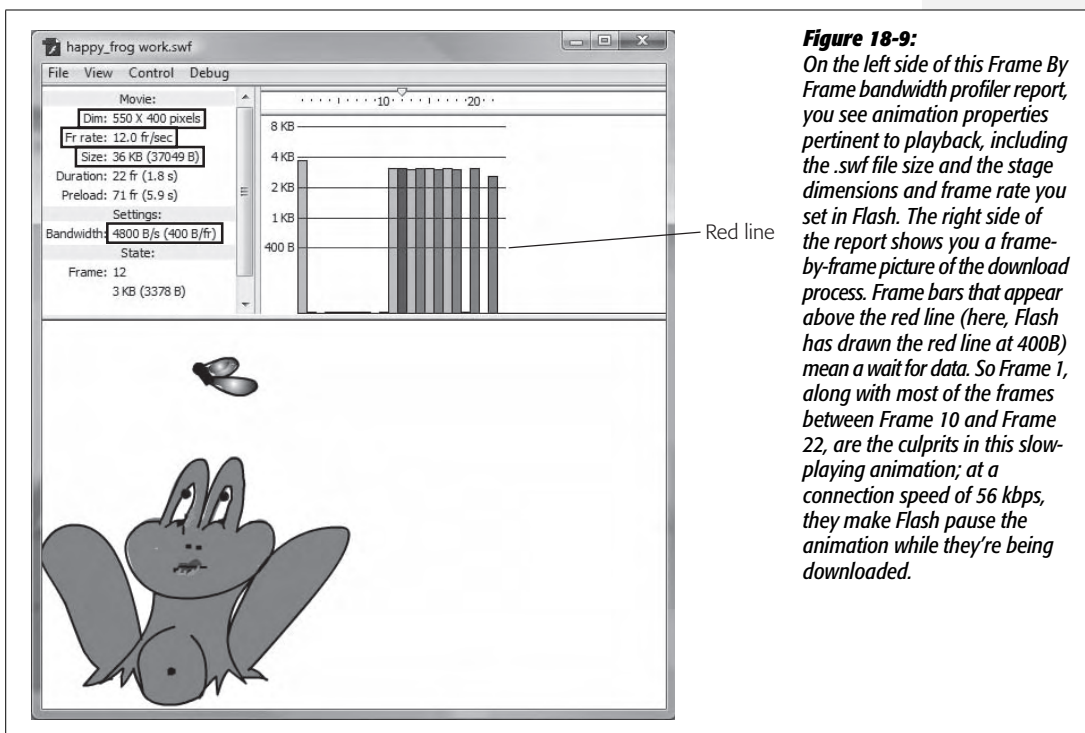 happy_frog work.swf
File View Control Debug
Movie:
Dim: 550 X 400 pixels
Fr rate: 12.0 fr/sec
Size: 36 KB (37049 B)
Duration: 22 fr (1.8 s)
Preload: 71 fr (5.9 s)
Settings:
Bandwidth: 4800 B/s (400 B/fr)
State:
Frame: 12
3 KB (3378 B)
10 20
8 KB
4 KB
2 KB
1 KB
400 B
Red line
Figure 18-9:
On the left side of this Frame By
Frame bandwidth profiler report,
you see animation properties
pertinent to playback, including
the .swf file size and the stage
dimensions and frame rate you
set in Flash. The right side of
the report shows you a frame-
by-frame picture of the download
process. Frame bars that appear
above the red line (here, Flash
has drawn the red line at 400B)
mean a wait for data. So Frame 1,
along with most of the frames
between Frame 10 and Frame
22, are the culprits in this slow-
playing animation; at a
connection speed of 56 kbps,
they make Flash pause the
animation while they're being
downloaded.